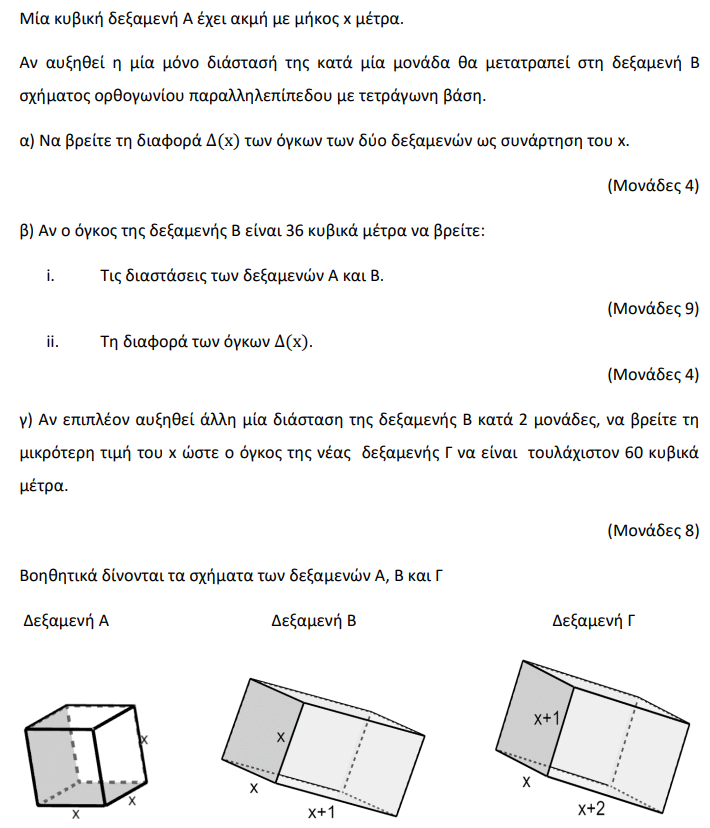 Μία κυβική δεξαμενή Α έχει ακμή με μήκος x μέτρα.
Αν αυξηθεί η μία μόνο διάστασή της κατά μία μονάδα θα μετατραπεί στη δεξαμενή Β
σχήματος ορθογωνίου παραλληλεπίπεδου με τετράγωνη βάση.
α) Να βρείτε τη διαφορά Δ(x) των όγκων των δύο δεξαμενών ως συνάρτηση του x.
(Μονάδες 4)
β) Αν ο όγκος της δεξαμενής Β είναι 36 κυβικά μέτρα να βρείτε:
i. Τις διαστάσεις των δεξαμενών Α και Β.
(Μονάδες 9)
ii. Τη διαφορά των όγκων Δ(x).
(Μονάδες 4)
γ) Αν επιπλέον αυξηθεί άλλη μία διάσταση της δεξαμενής Β κατά 2 μονάδες, να βρείτε τη
μικρότερη τιμή του x ώστε ο όγκος της νέας δεξαμενής Γ να είναι τουλάχιστον 60 κυβικά
μέτρα.
(Μονάδες 8)
Βοηθητικά δίνονται τα σχήματα των δεξαμενών Α, Β και Γ
Δεξαμενή Α Δεξαμενή Β Δεξαμενή Γ
x
x
x
x
x
x+1
x+1
x
x+2